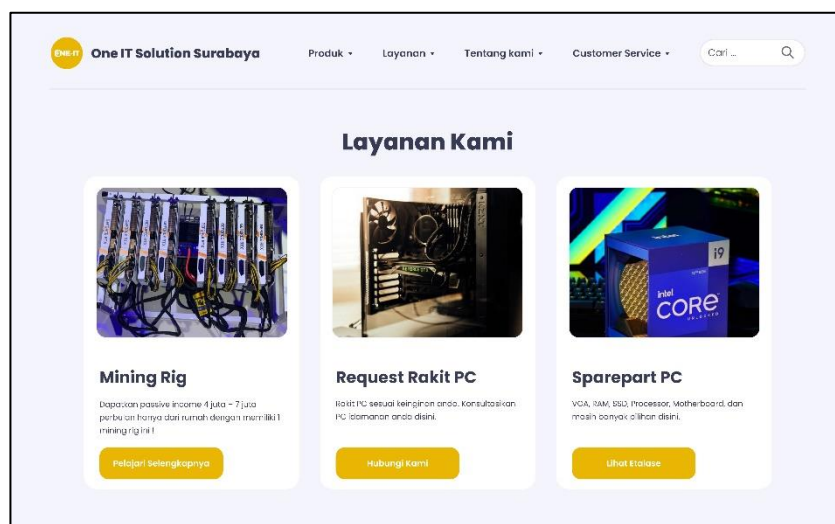 ENE-IT One IT Solution Surabaya Produk Layanan Tentang kami Customer Service Cari ...
Layanan Kami
i9
intel
CORE
UNLOCKED
Mining Rig
Dapatkan passive income 4 juta – 7 juta
perbulan hanya dari rumah dengan memiliki 1
mining rig ini !
Pelajari Selengkapnya
Request Rakit PC
Rakit PC sesuai keinginan anda. Konsultasikan
PC idamanan anda disini.
Hubungi Kami
Sparepart PC
VGA, RAM, SSD, Processor, Motherboard, dan
masih banyak pilihan disini.
Lihat Etalase